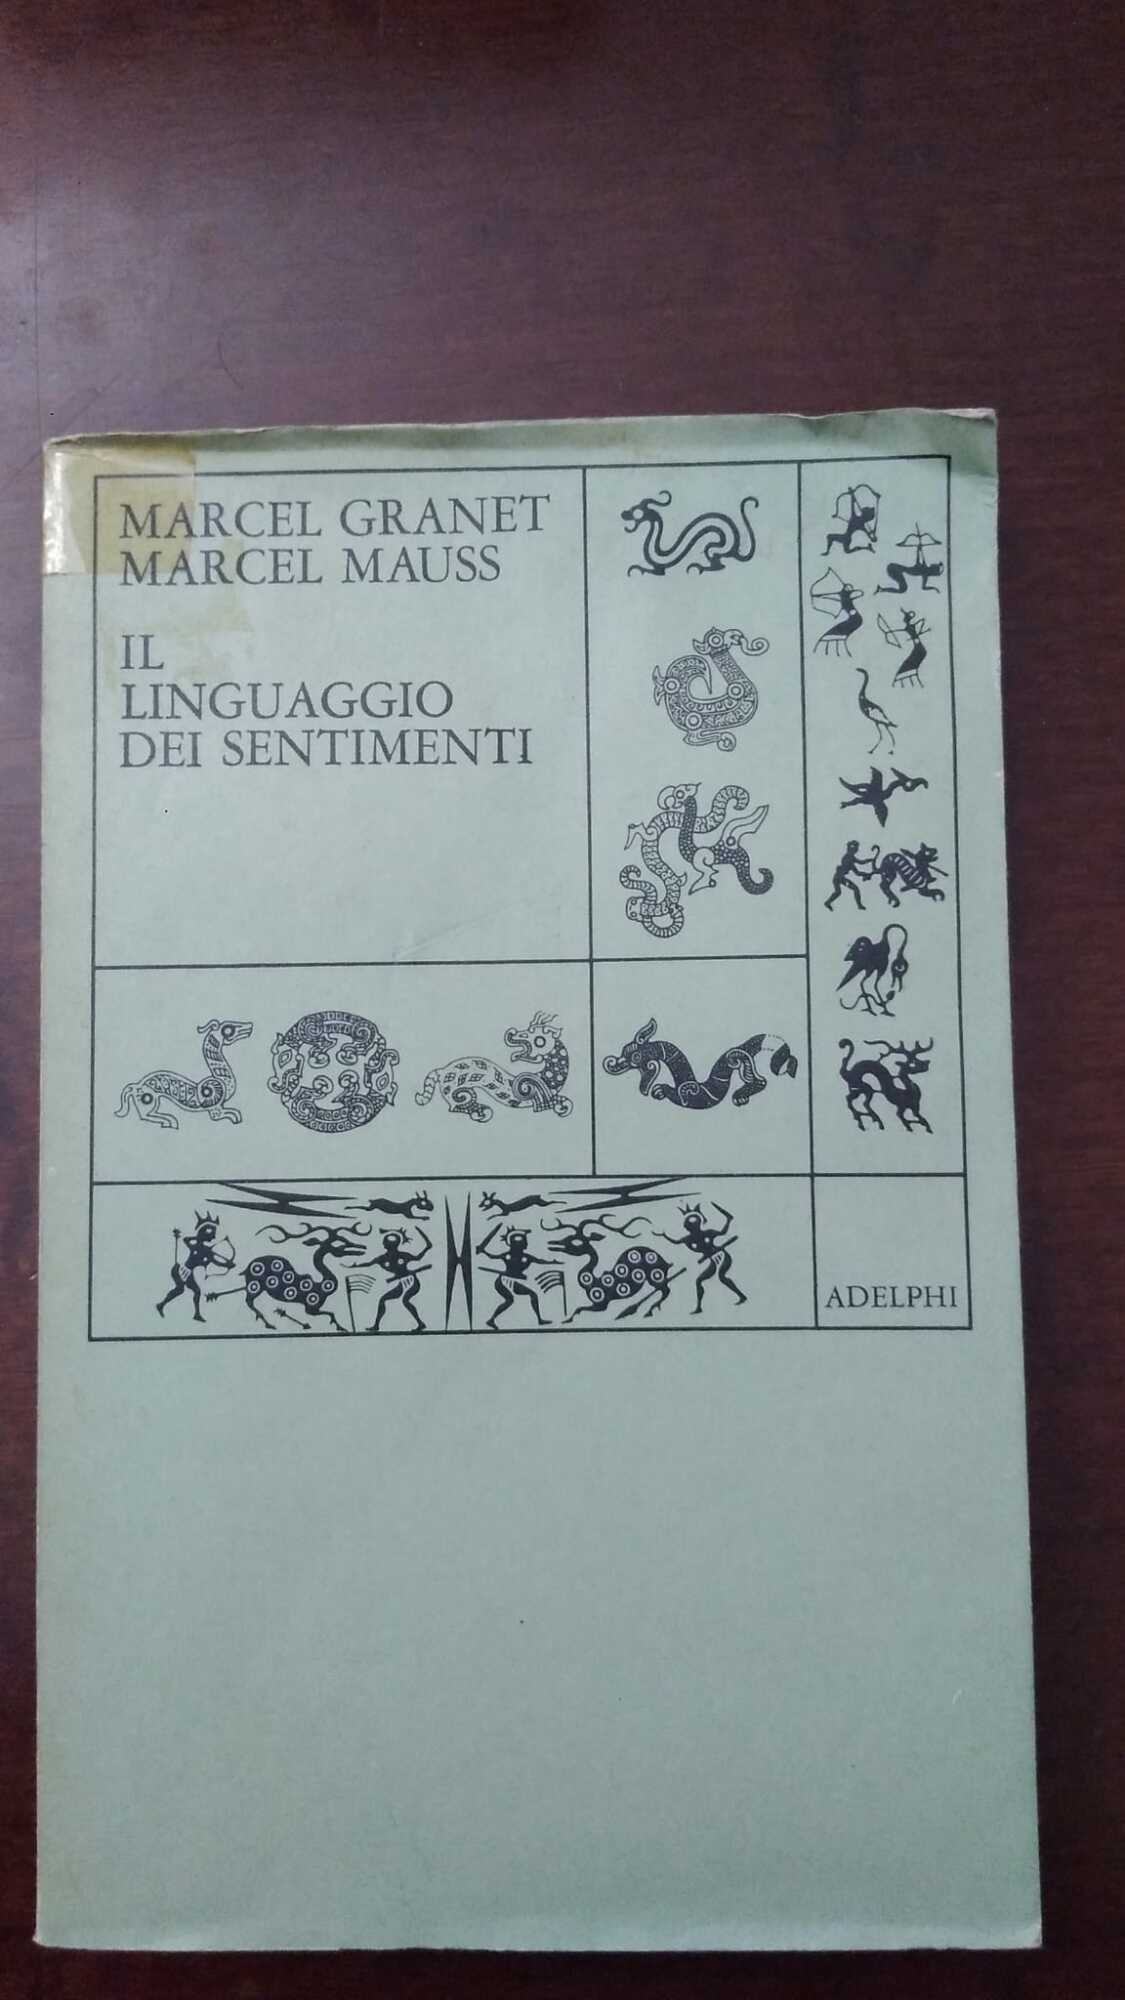 MARCEL GRANET
MARCEL MAUSS
IL
LINGUAGGIO
DEI SENTIMENTI
ADELPHI